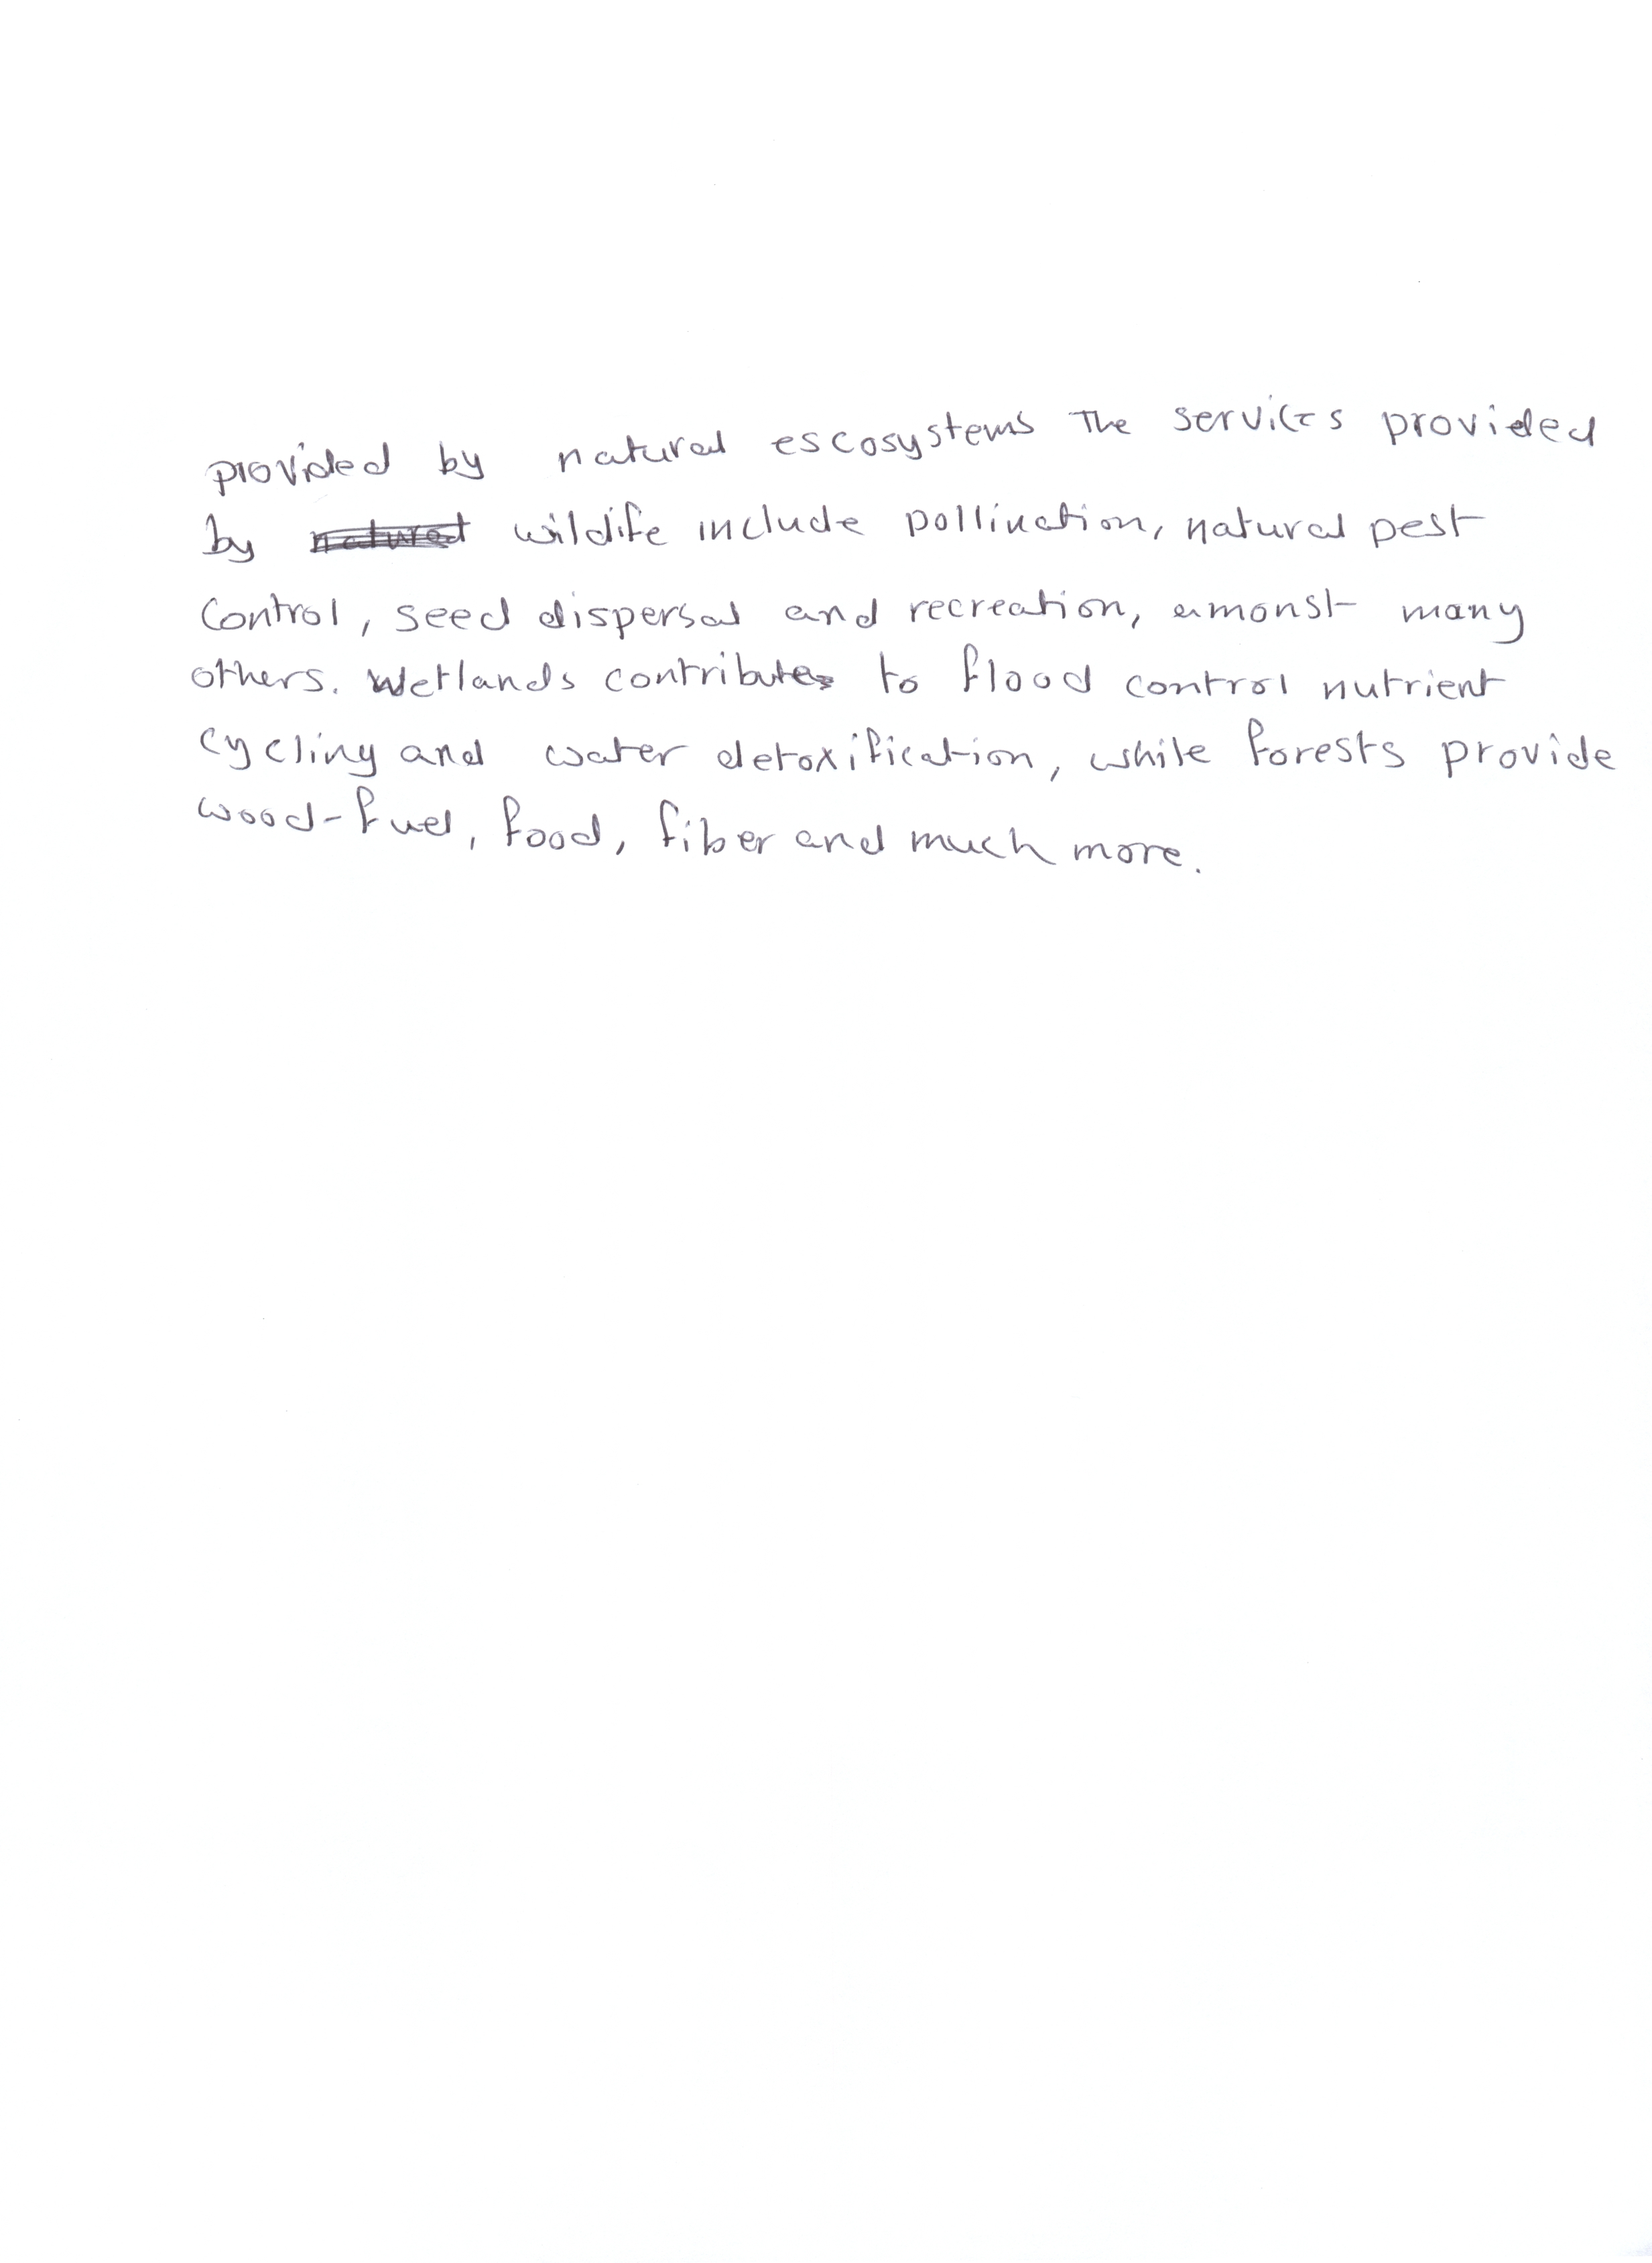 provided by natural escosystems The services provided
by natural wildife include pollination, natural pest
Control, seed dispersal and recreation, amonst many
others. Wetlands contributes to flood control nutrient
cycling and water detoxification, while forests provide
wood-fuel, food, fiber and much more.